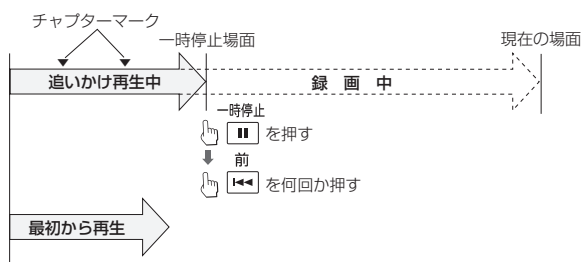 チャプターマーク
一時停止場面
現在の場面
追いかけ再生中
録 画 中
一時停止
を押す
前
を何回か押す
最初から再生